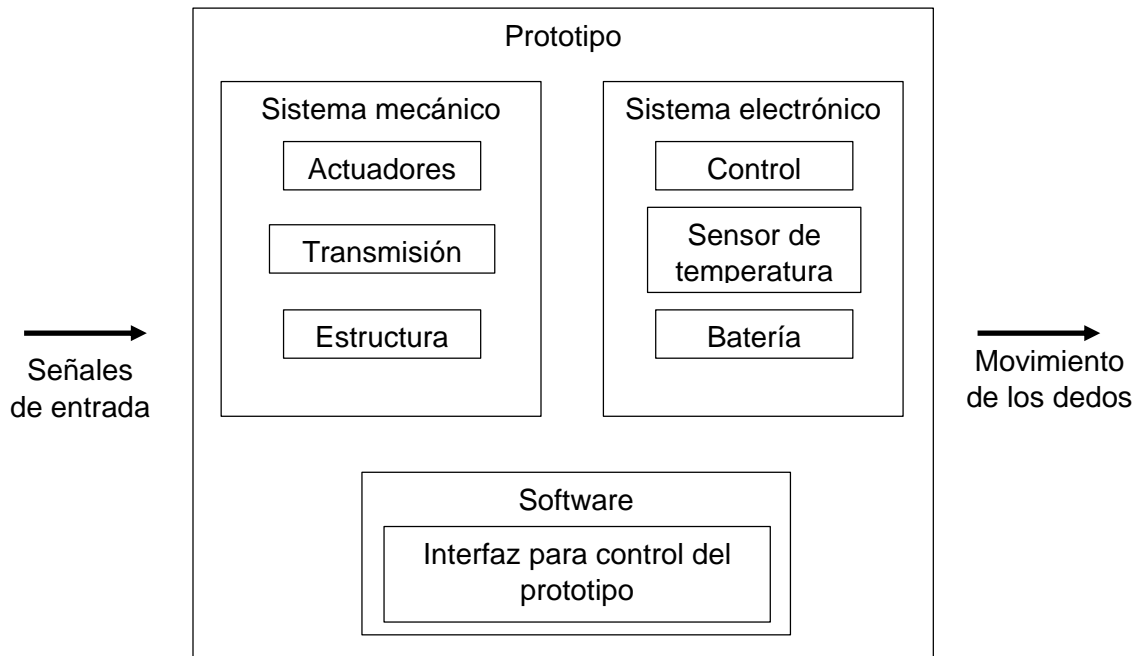 Prototipo
Sistema mecánico
Actuadores
Transmisión
Estructura
Sistema electrónico
Control
Sensor de
temperatura
Batería
Señales
de entrada
Movimiento
de los dedos
Software
Interfaz para control del
prototipo